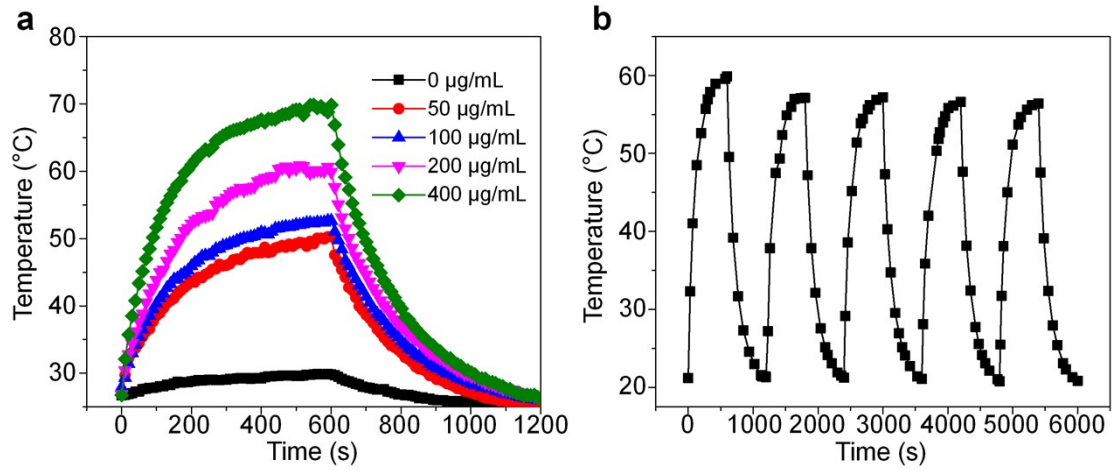 a
80
70
60
50
40
30
Temperature (°C)
0 µg/mL
50 µg/mL
100 µg/mL
200 µg/mL
400 µg/mL
0 200 400 600 800 1000 1200
Time (s)
b
60
50
40
30
20
Temperature (°C)
0 1000 2000 3000 4000 5000 6000
Time (s)